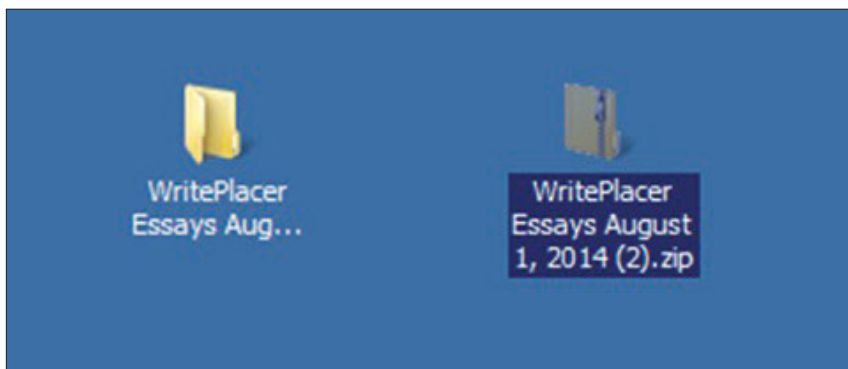 WritePlacer
Essays Aug...
WritePlacer
Essays August
1, 2014 (2).zip